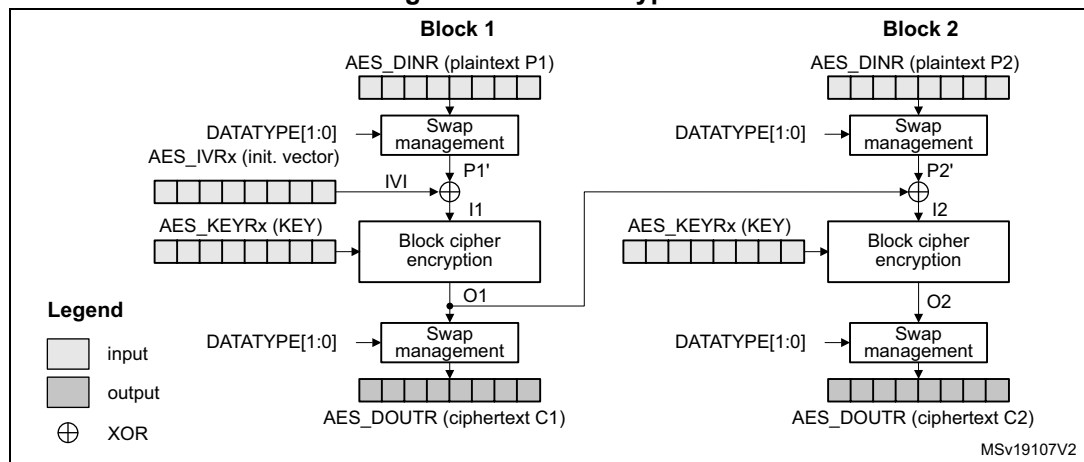 Block 1
Block 2
AES_DINR (plaintext P1)
AES_DINR (plaintext P2)
DATATYPE[1:0]
Swap
management
DATATYPE[1:0]
Swap
management
AES_IVRx (init. vector)
P1'
P2'
IVI
I1
I2
AES_KEYRx (KEY)
Block cipher
encryption
AES_KEYRx (KEY)
Block cipher
encryption
O1
O2
Legend
input
output
XOR
DATATYPE[1:0]
Swap
management
DATATYPE[1:0]
Swap
management
AES_DOUTR (ciphertext C1)
AES_DOUTR (ciphertext C2)
MSv19107V2